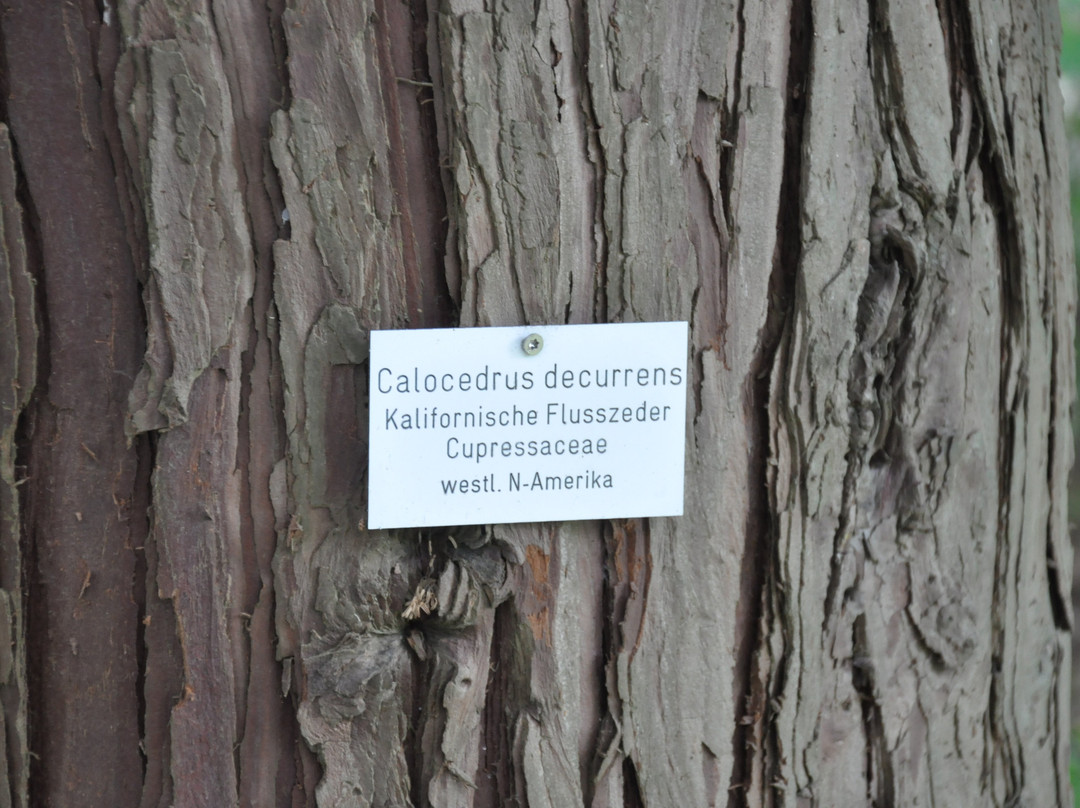 Calocedrus decurrens
Kalifornische Flusszeder
Cupressaceae
westl. N-Amerika